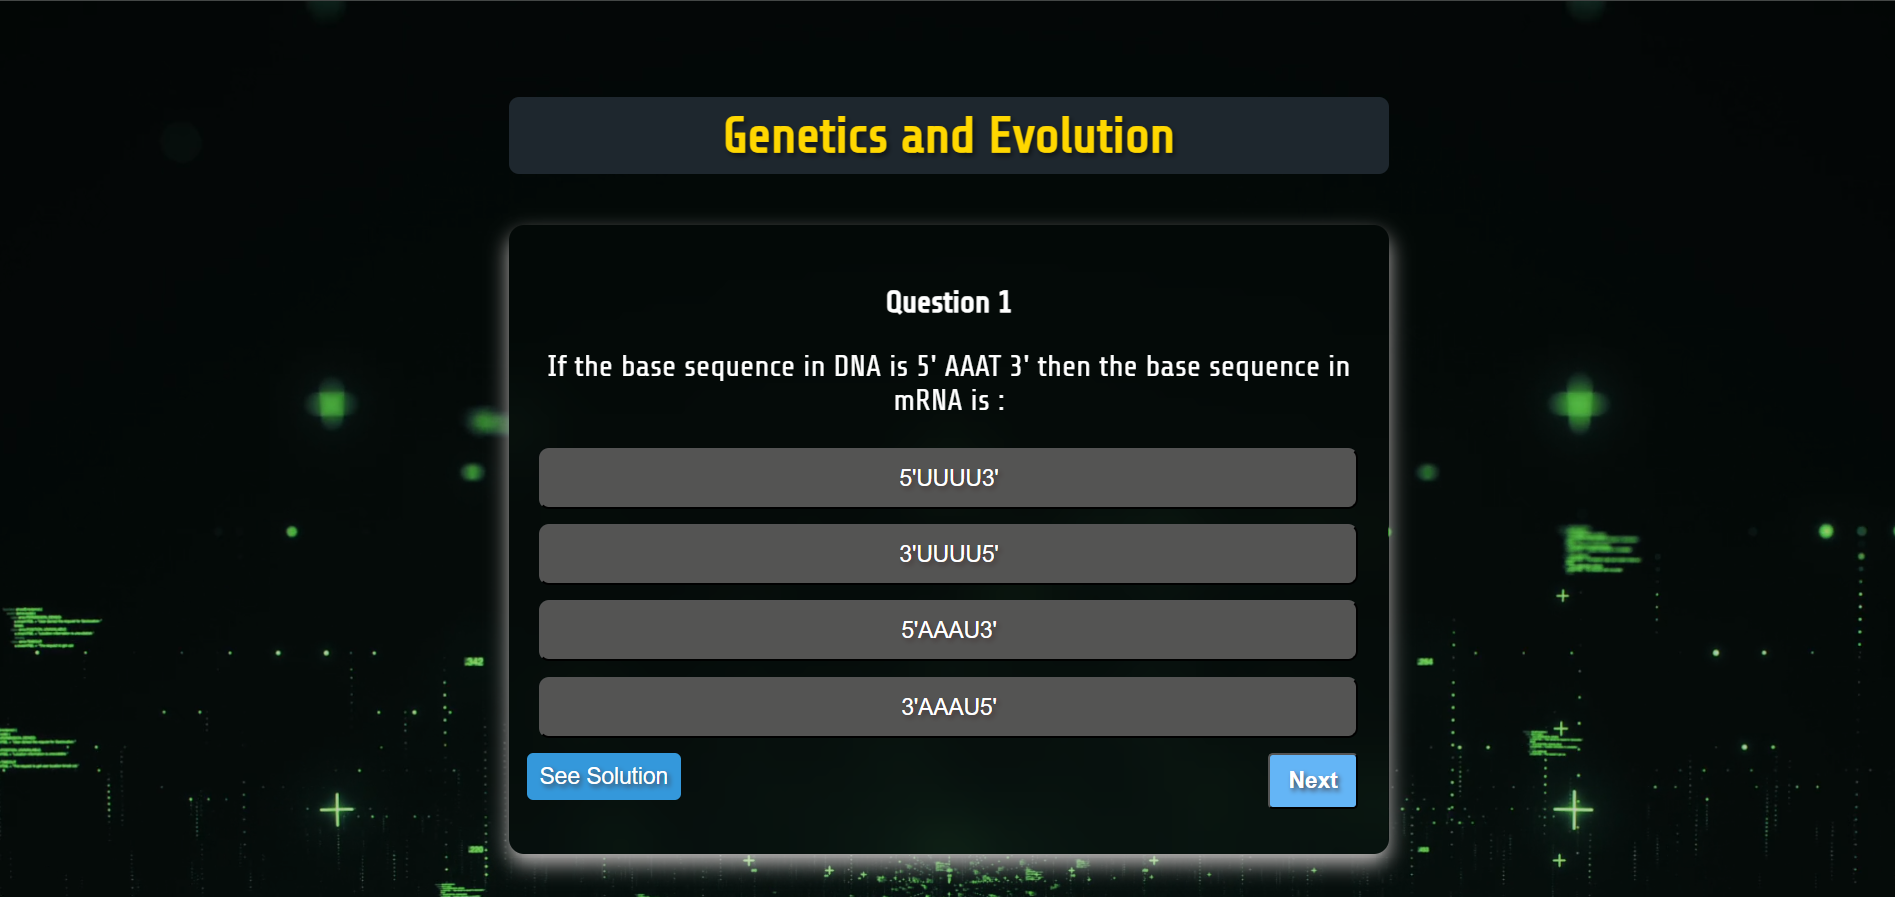 Genetics and Evolution
Question 1
If the base sequence in DNA is 5' AAAT 3' then the base sequence in
mRNA is :
5'UUUU3'
3'UUUU5'
5'AAAU3'
3'AAAU5'
See Solution
Next